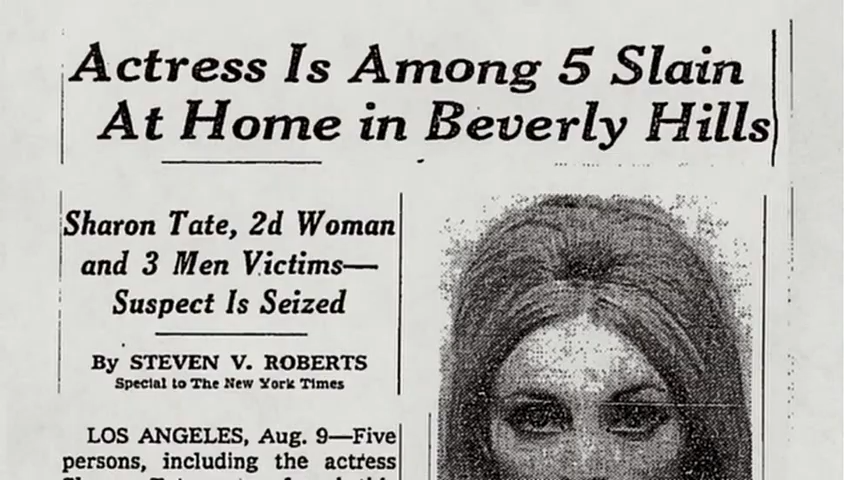 Actress Is Among 5 Slain
At Home in Beverly Hills
Sharon Tate, 2d Woman
and 3 Men Victims—
Suspect Is Seized
By STEVEN V. ROBERTS
Special to The New York Times
LOS ANGELES, Aug. 9—Five
persons, including the actress